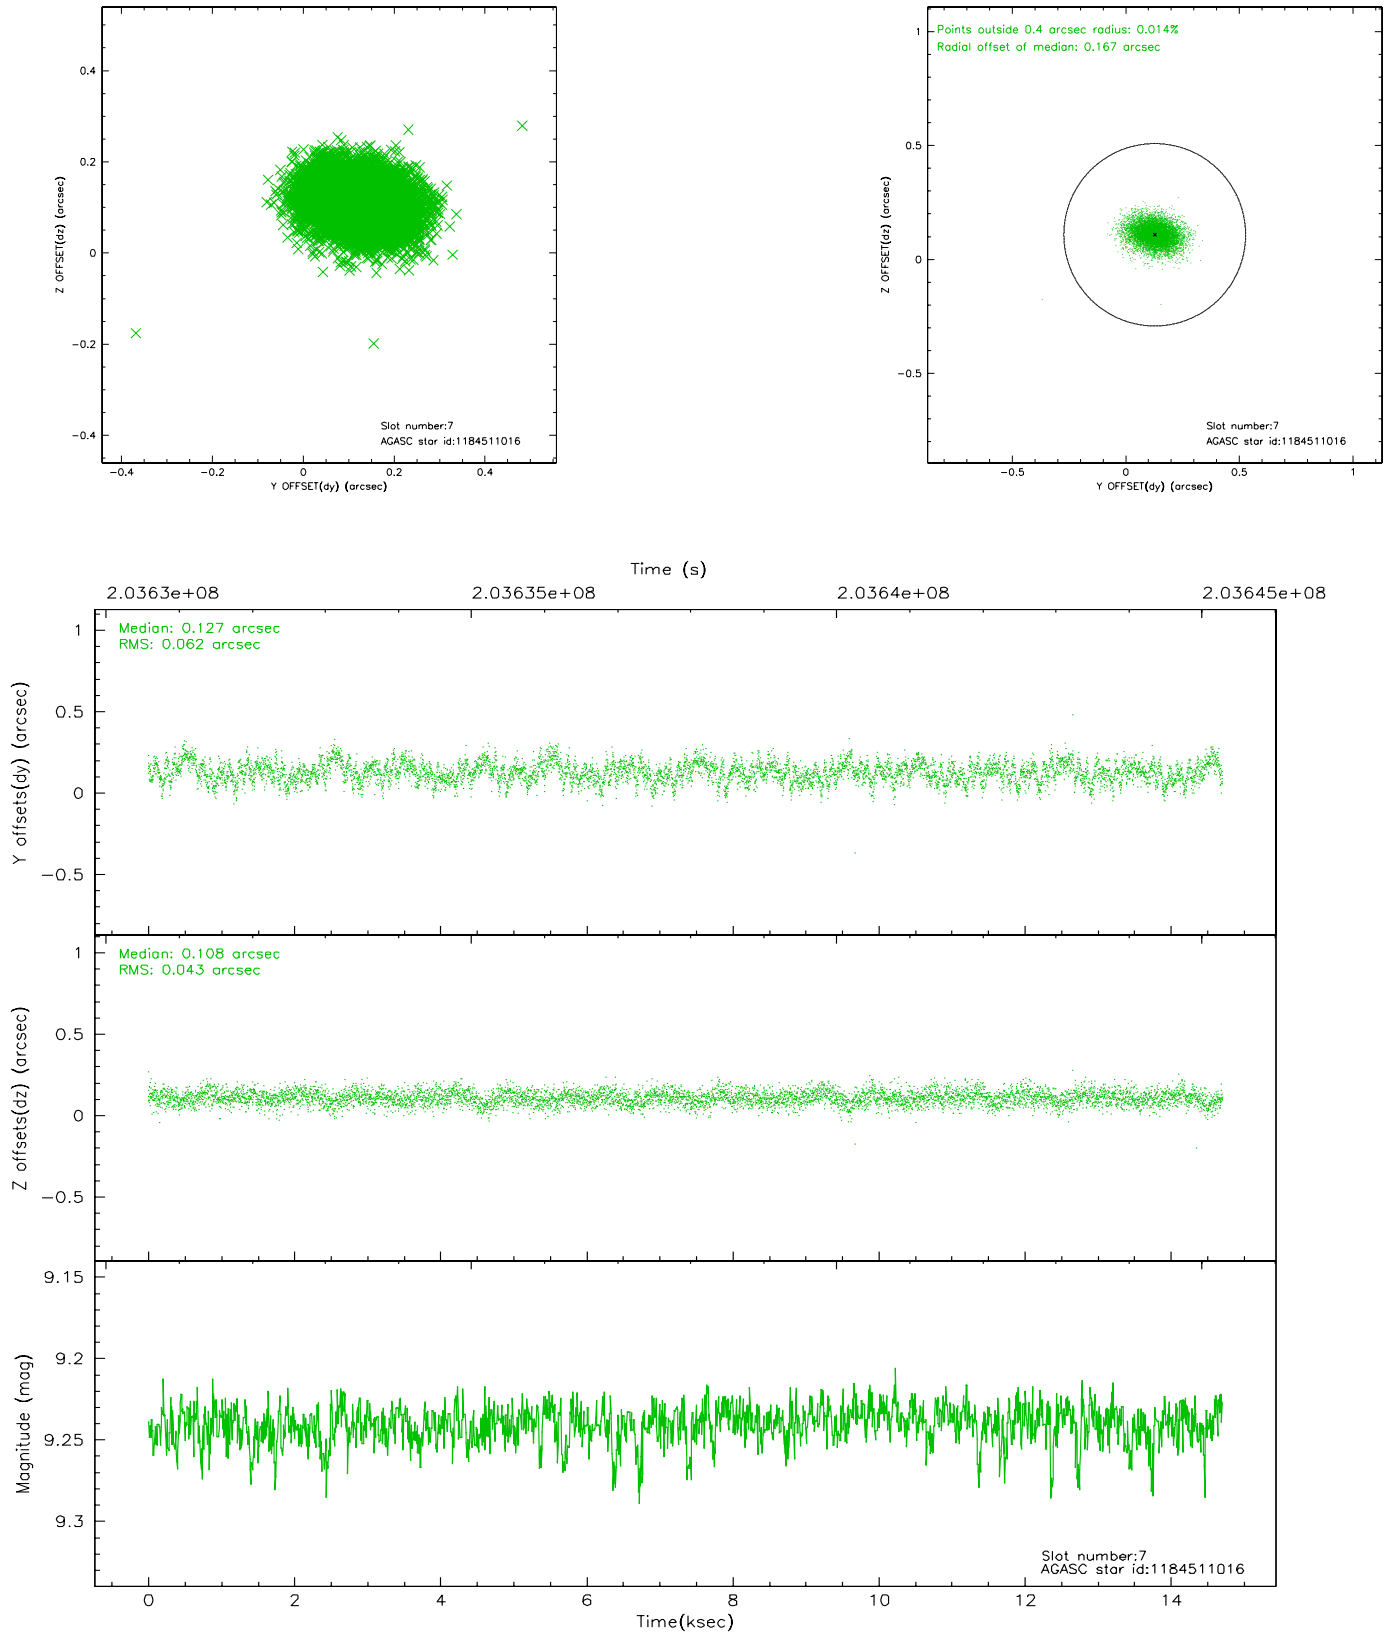 0.4
0.2
0
−0.2
−0.4
Z OFFSET(dz) (arcsec)
Slot number:7
AGASC star id:1184511016
−0.4 −0.2 0 0.2 0.4
Y OFFSET(dy) (arcsec)
Points outside 0.4 arcsec radius: 0.014%
Radial offset of median: 0.167 arcsec
1
0.5
0
−0.5
Z OFFSET(dz) (arcsec)
Slot number:7
AGASC star id:1184511016
−0.5 0 0.5 1
Y OFFSET(dy) (arcsec)
Time (s)
2.0363e+08 2.03635e+08 2.0364e+08 2.03645e+08
Median: 0.127 arcsec
RMS: 0.062 arcsec
1
0.5
0
−0.5
Y offsets(dy) (arcsec)
Median: 0.108 arcsec
RMS: 0.043 arcsec
1
0.5
0
−0.5
Z offsets(dz) (arcsec)
9.15
9.2
9.25
9.3
Magnitude (mag)
Slot number:7
AGASC star id:1184511016
0 2 4 6 8 10 12 14
Time(ksec)